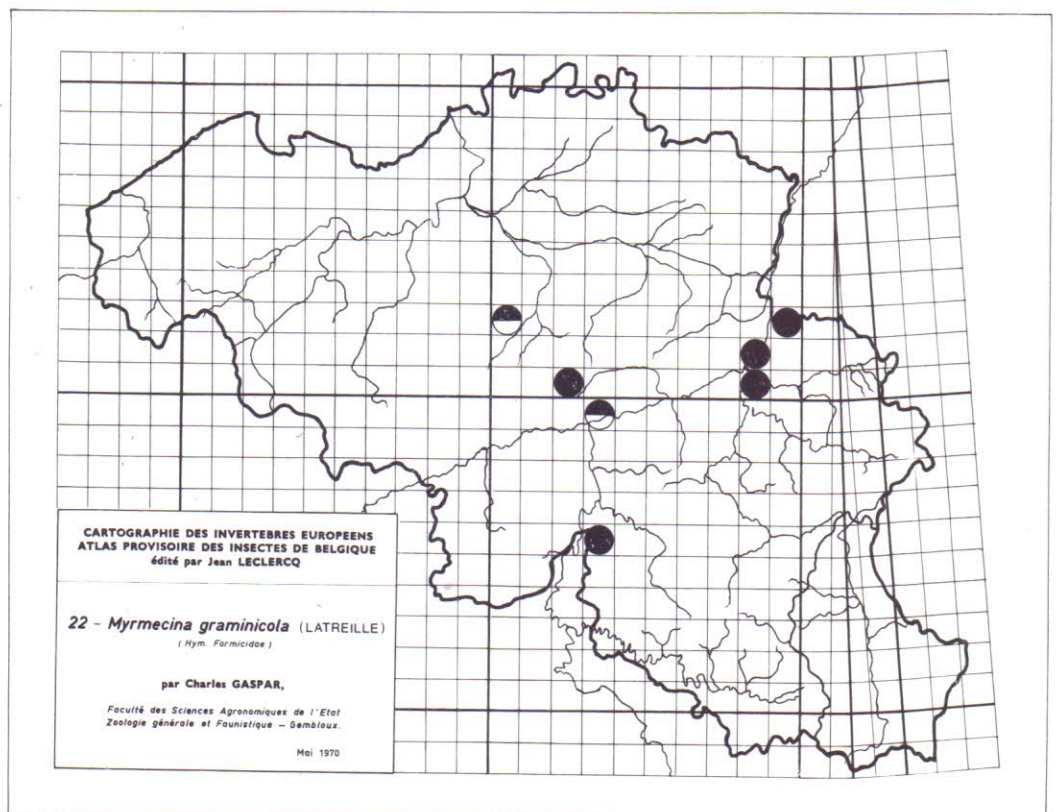 CARTOGRAPHIE DES INVERTEBRES EUROPEENS
ATLAS PROVISOIRE DES INSECTES DE BELGIQUE
édité par Jean LECLERCQ
22 - Myrmecina graminicola (LATREILLE)
(Hym. Formicidae)
par Charles GASPAR,
Faculté des Sciences Agronomiques de l'Etat
Zoologie générale et Faunistique - Gembloux.
Mai 1970